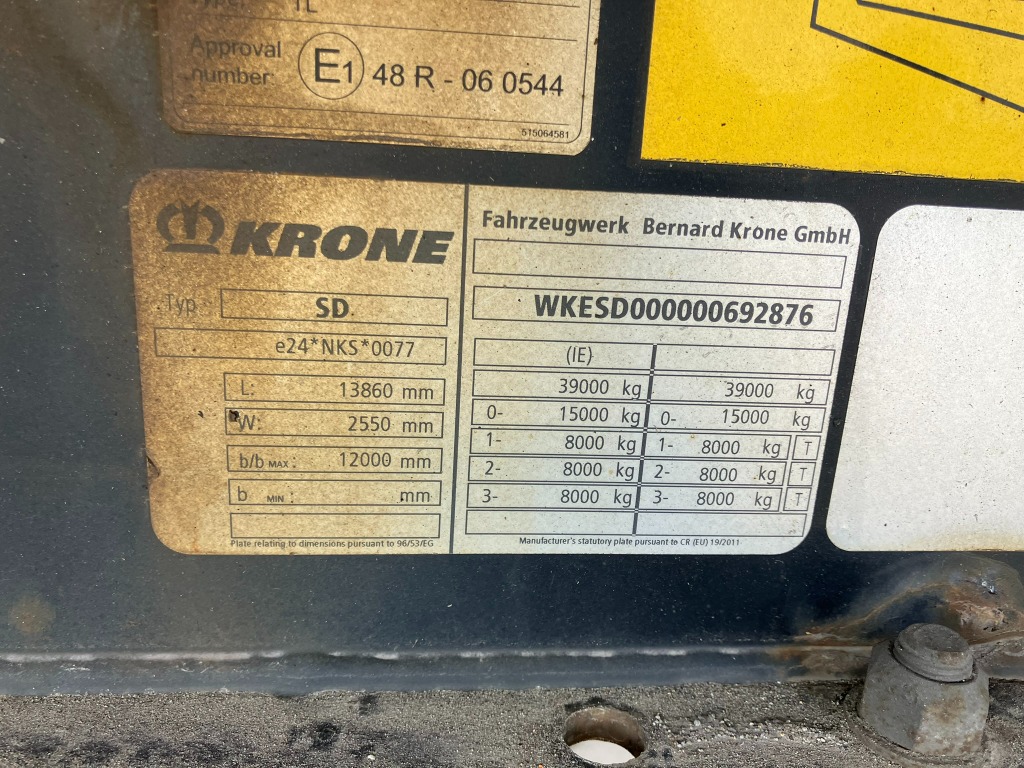 TL
Approval
number: E1 48 R - 06 0544
515064581
KRONE
Typ SD
e24*NKS*0077
L: 13860 mm
W: 2550 mm
b/b MAX : 12000 mm
b MIN : mm
Plate relating to dimensions pursuant to 96/53/EG
Fahrzeugwerk Bernard Krone GmbH
WKESD000000692876
(IE)
39000 kg 39000 kg
0- 15000 kg 0- 15000 kg
1- 8000 kg 1- 8000 kg T
2- 8000 kg 2- 8000 kg T
3- 8000 kg 3- 8000 kg T
Manufacturer's statutory plate pursuant to CR (EU) 19/2011